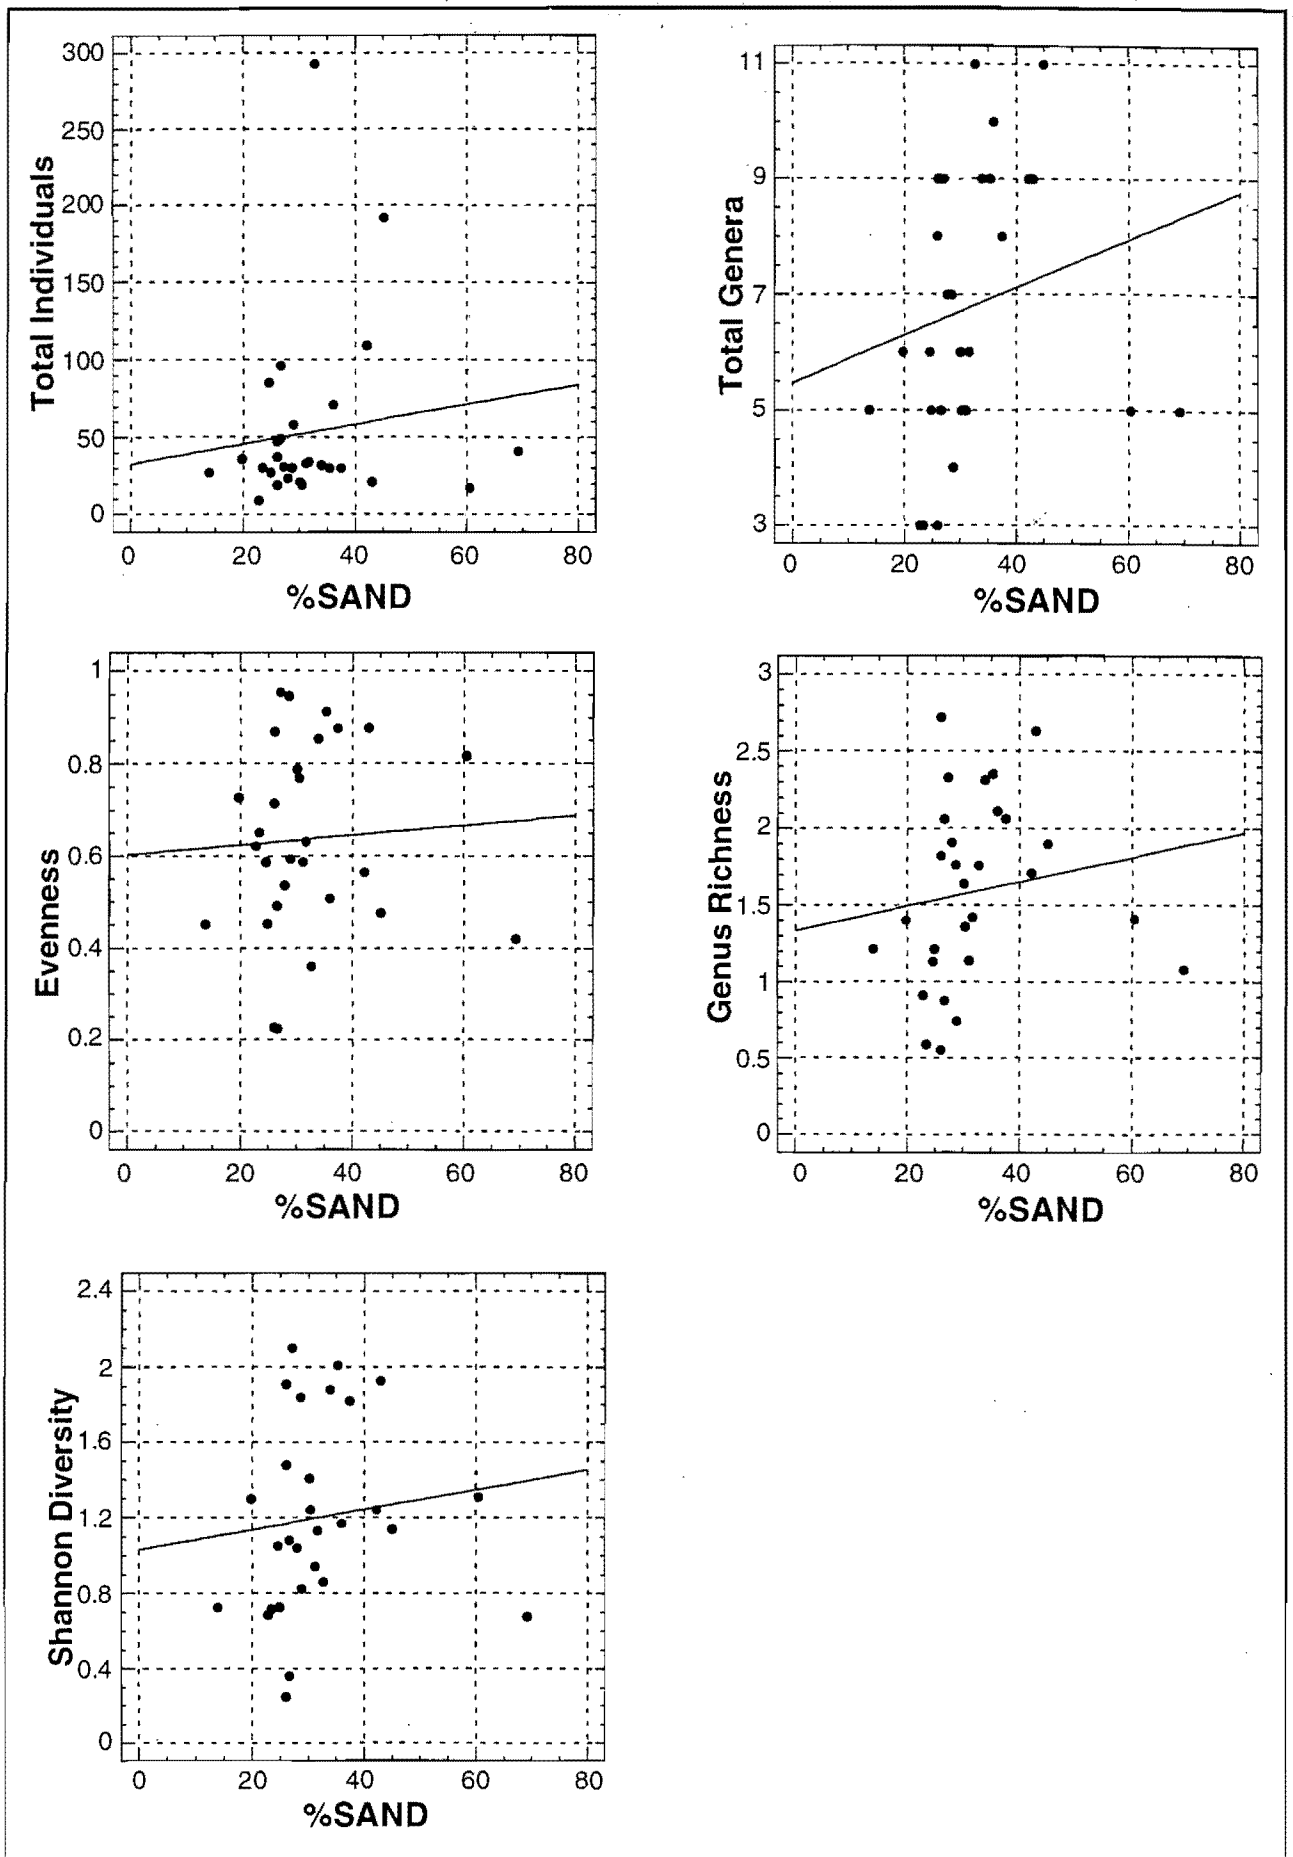 Total Individuals
300
250
200
150
100
50
0
0 20 40 60 80
%SAND
Total Genera
11
9
7
5
3
0 20 40 60 80
%SAND
Evenness
1
0.8
0.6
0.4
0.2
0
0 20 40 60 80
%SAND
Genus Richness
3
2.5
2
1.5
1
0.5
0
0 20 40 60 80
%SAND
Shannon Diversity
2.4
2
1.6
1.2
0.8
0.4
0
0 20 40 60 80
%SAND